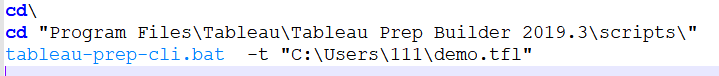 cd\
cd "Program Files\Tableau\Tableau Prep Builder 2019.3\scripts\"
tableau-prep-cli.bat  -t "C:\Users\111\demo.tfl"